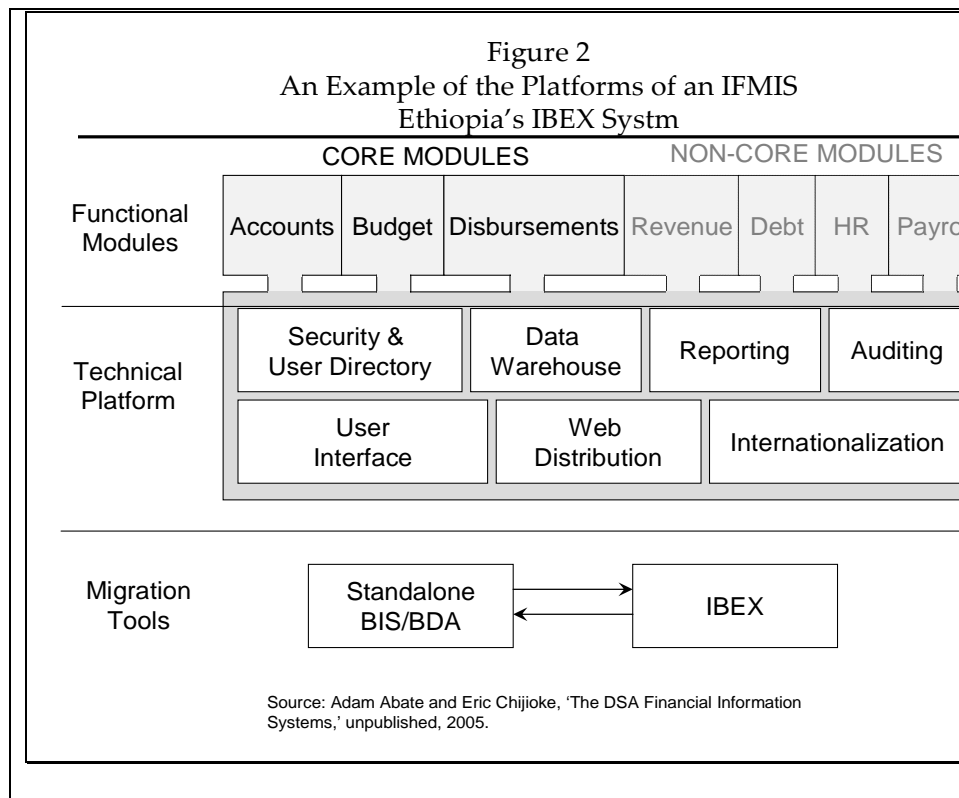 Figure 2
An Example of the Platforms of an IFMIS
Ethiopia's IBEX Systm
CORE MODULES
NON-CORE MODULES
Functional
Modules
Accounts
Budget
Disbursements
Revenue
Debt
HR
Payro
Technical
Platform
Security &
User Directory
Data
Warehouse
Reporting
Auditing
User
Interface
Web
Distribution
Internationalization
Migration
Tools
Standalone
BIS/BDA
IBEX
Source: Adam Abate and Eric Chijioke, 'The DSA Financial Information
Systems,' unpublished, 2005.